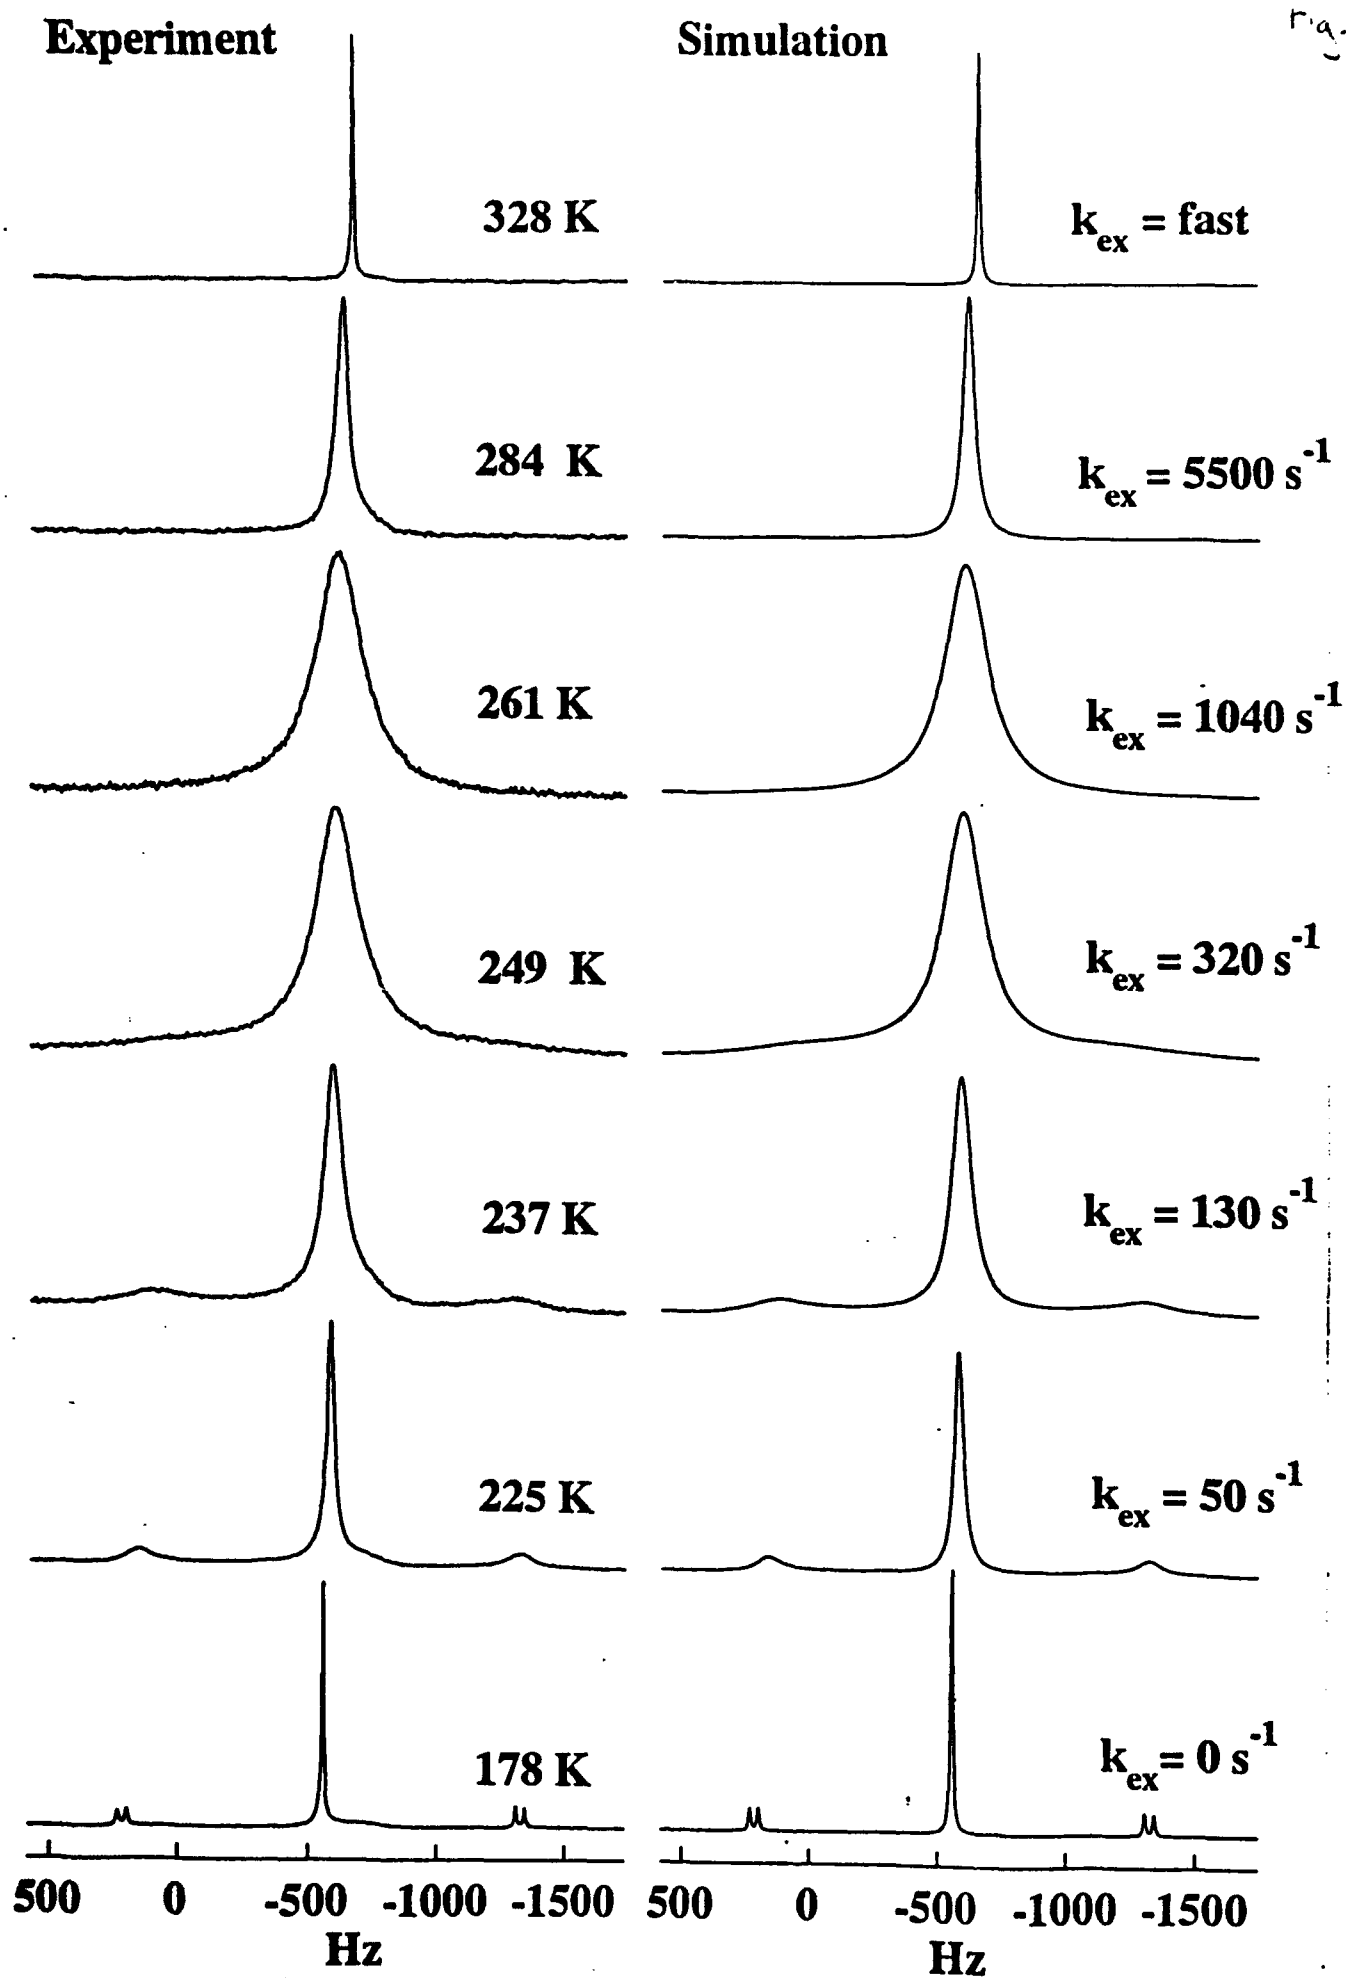 Experiment Simulation
328 K k_ex = fast
284 K k_ex = 5500 s^-1
261 K k_ex = 1040 s^-1
249 K k_ex = 320 s^-1
237 K k_ex = 130 s^-1
225 K k_ex = 50 s^-1
178 K k_ex = 0 s^-1
500 0 -500 -1000 -1500 500 0 -500 -1000 -1500
Hz Hz